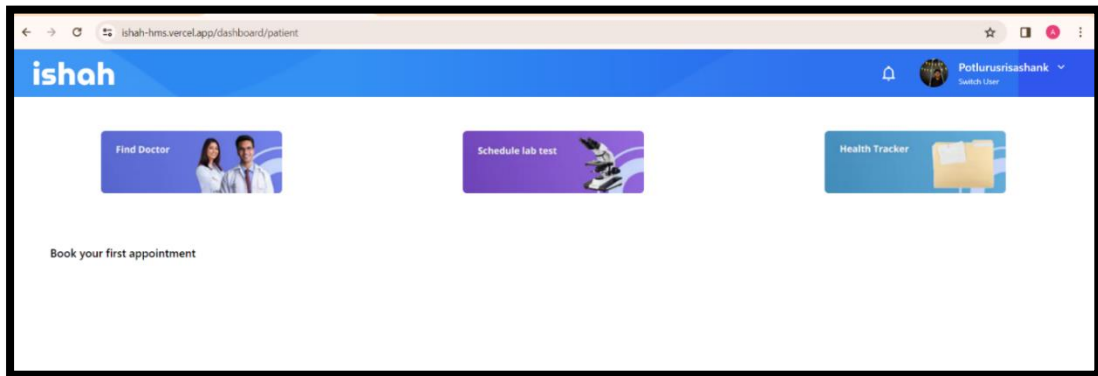 ishah-hms.vercel.app/dashboard/patient
A
ishah
Potlurusrisashank
Switch User
Find Doctor
Schedule lab test
Health Tracker
Book your first appointment